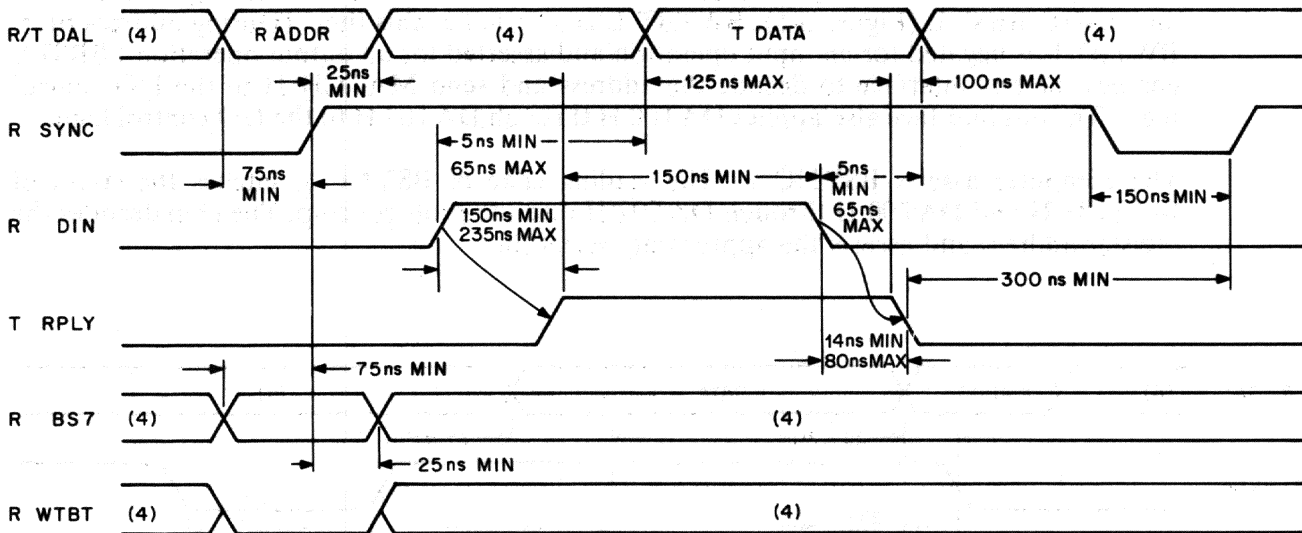 R/T DAL (4) R ADDR (4) T DATA (4)
25ns MIN 125ns MAX 100ns MAX
R SYNC
5ns MIN
65ns MAX
75ns MIN
150ns MIN
5ns MIN
65ns MAX
150ns MIN
R DIN
150ns MIN
235ns MAX
300 ns MIN
T RPLY
14ns MIN
80ns MAX
75ns MIN
R BS7 (4) (4)
25ns MIN
R WTBT (4) (4)